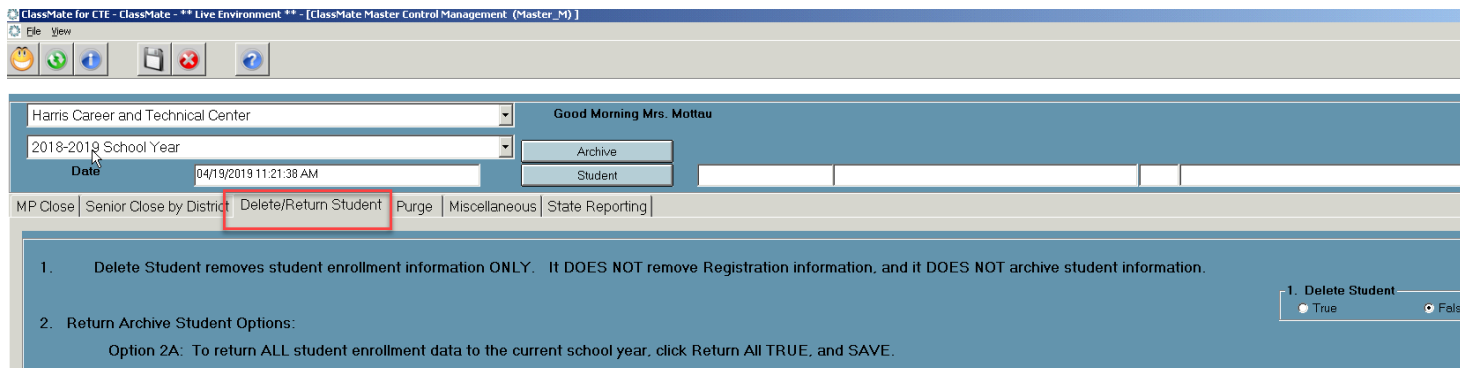 ClassMate for CTE - ClassMate - ** Live Environment ** - [ClassMate Master Control Management (Master_M) ]
File View
Harris Career and Technical Center Good Morning Mrs. Mottau
2018-2019 School Year Archive
Date 04/19/2019 11:21:38 AM Student
MP Close Senior Close by District Delete/Return Student Purge Miscellaneous State Reporting
1. Delete Student removes student enrollment information ONLY. It DOES NOT remove Registration information, and it DOES NOT archive student information.
1. Delete Student
True Fals
2. Return Archive Student Options:
Option 2A: To return ALL student enrollment data to the current school year, click Return All TRUE, and SAVE.